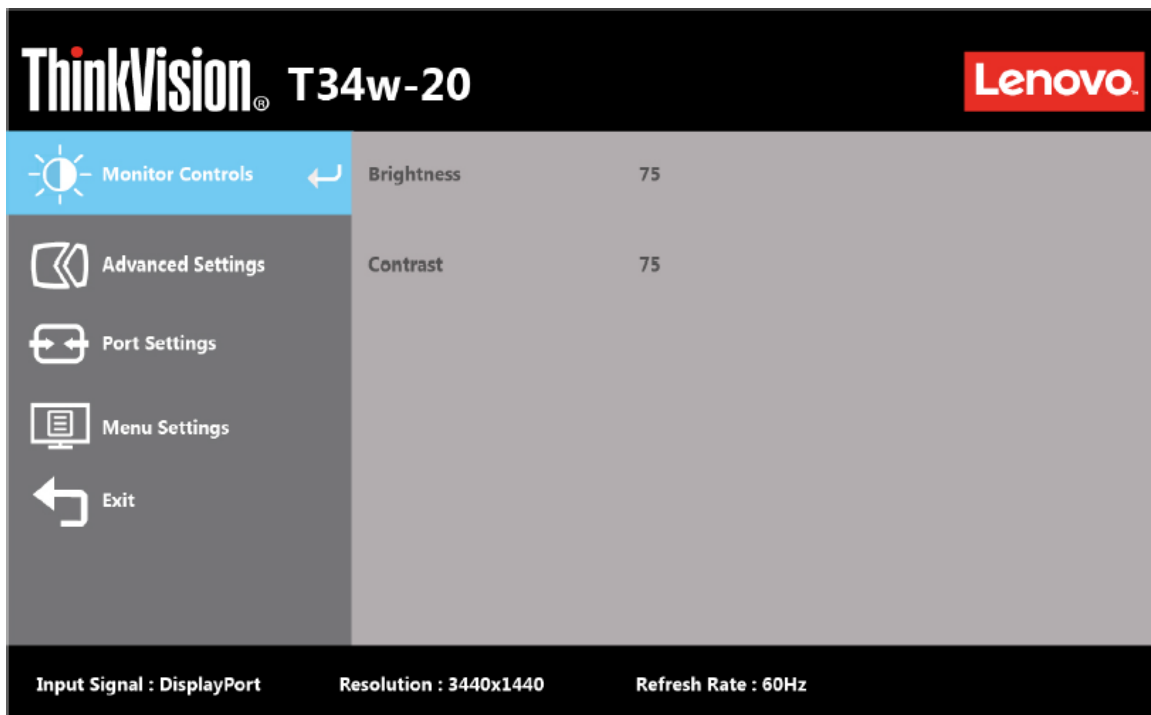 ThinkVision® T34w-20
Lenovo™
Monitor Controls
Brightness 75
Advanced Settings
Contrast 75
Port Settings
Menu Settings
Exit
Input Signal : DisplayPort Resolution : 3440x1440 Refresh Rate : 60Hz